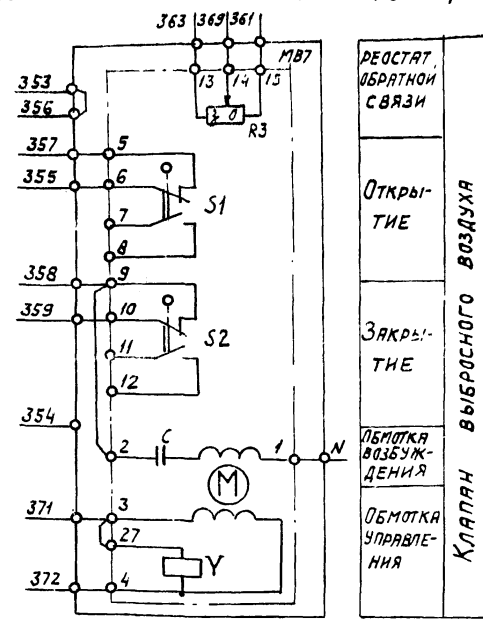 363 369 361
МВ7
13 14 15
353
356
R3
357 5
355 6
S1
7
8
358 9
359 10
S2
11
12
354
2 C 1 N
M
371 3
27
Y
372 4
РЕОСТАТ
ОБРАТНОЙ
СВЯЗИ
ОТКРЫ-
ТИЕ
ЗАКРЫ-
ТИЕ
ОБМОТКА
ВОЗБУЖ-
ДЕНИЯ
ОБМОТКА
УПРАВЛЕ-
НИЯ
КЛАПАН ВЫБРОСНОГО ВОЗДУХА